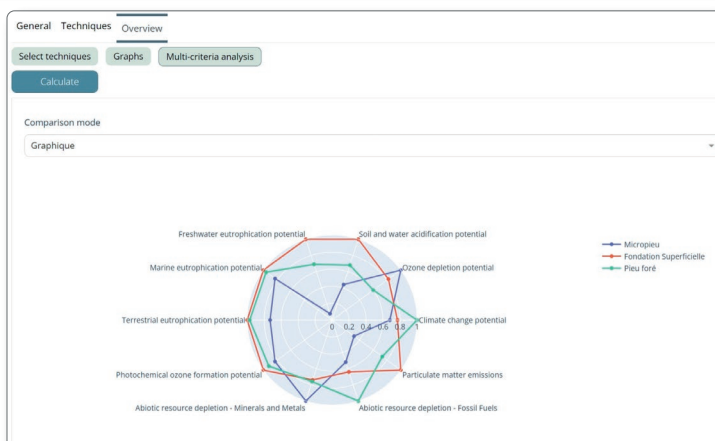 General Techniques Overview
Select techniques Graphs Multi-criteria analysis
Calculate
Comparison mode
Graphique
Freshwater eutrophication potential Soil and water acidification potential
Marine eutrophication potential Ozone depletion potential
Terrestrial eutrophication potential 0 0.2 0.4 0.6 0.8 1 Climate change potential
Photochemical ozone formation potential Particulate matter emissions
Abiotic resource depletion - Minerals and Metals Abiotic resource depletion - Fossil Fuels
Micropieu
Fondation Superficielle
Pieu foré